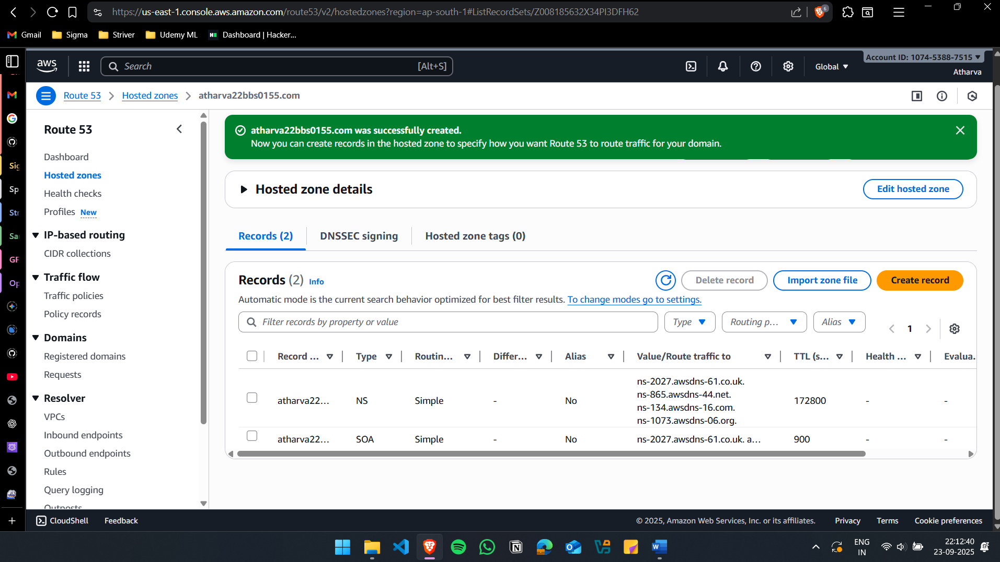 https://us-east-1.console.aws.amazon.com/route53/v2/hostedzones?region=ap-south-1#ListRecordSets/Z008185632X34PI3DFH62
6
Gmail
Sigma
Striver
Udemy ML
Dashboard | Hacker...
aws
Search
[Alt+S]
Global
Account ID: 1074-5388-7515
Atharva
Route 53
Hosted zones
atharva22bbs0155.com
Sig
Sp
Str
Sa
GF
Op
Route 53
Dashboard
Hosted zones
Health checks
Profiles New
IP-based routing
CIDR collections
Traffic flow
Traffic policies
Policy records
Domains
Registered domains
Requests
Resolver
VPCs
Inbound endpoints
Outbound endpoints
Rules
Query logging
Outposts
atharva22bbs0155.com was successfully created.
Now you can create records in the hosted zone to specify how you want Route 53 to route traffic for your domain.
Hosted zone details
Edit hosted zone
Records (2)
DNSSEC signing
Hosted zone tags (0)
Records (2) Info
Delete record
Import zone file
Create record
Automatic mode is the current search behavior optimized for best filter results. To change modes go to settings.
Filter records by property or value
Type
Routing p...
Alias
1
Record ...
Type
Routin...
Differ...
Alias
Value/Route traffic to
TTL (s...
Health ...
Evalua.
atharva22...
NS
Simple
-
No
ns-2027.awsdns-61.co.uk.
ns-865.awsdns-44.net.
ns-134.awsdns-16.com.
ns-1073.awsdns-06.org.
172800
-
-
atharva22...
SOA
Simple
-
No
ns-2027.awsdns-61.co.uk. a...
900
-
-
CloudShell
Feedback
© 2025, Amazon Web Services, Inc. or its affiliates.
Privacy
Terms
Cookie preferences
ENG
IN
22:12:40
23-09-2025